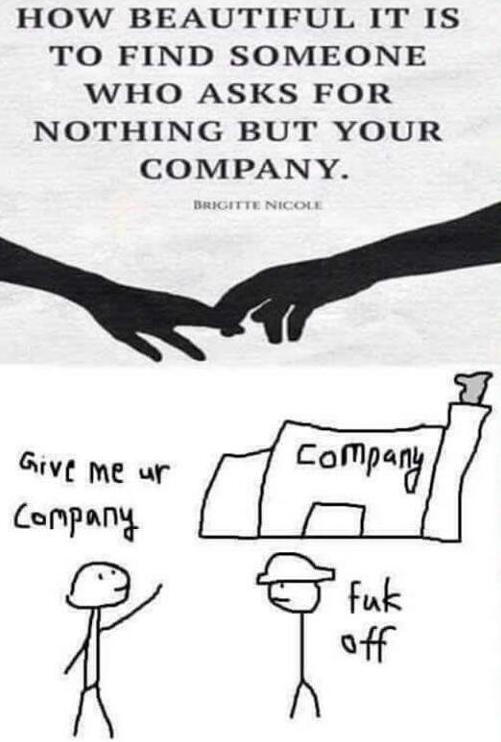 HOW BEAUTIFUL IT IS
TO FIND SOMEONE
WHO ASKS FOR
NOTHING BUT YOUR
COMPANY.
BRIGITTE NICOLE
Give me ur
Company
Company
fuk
off